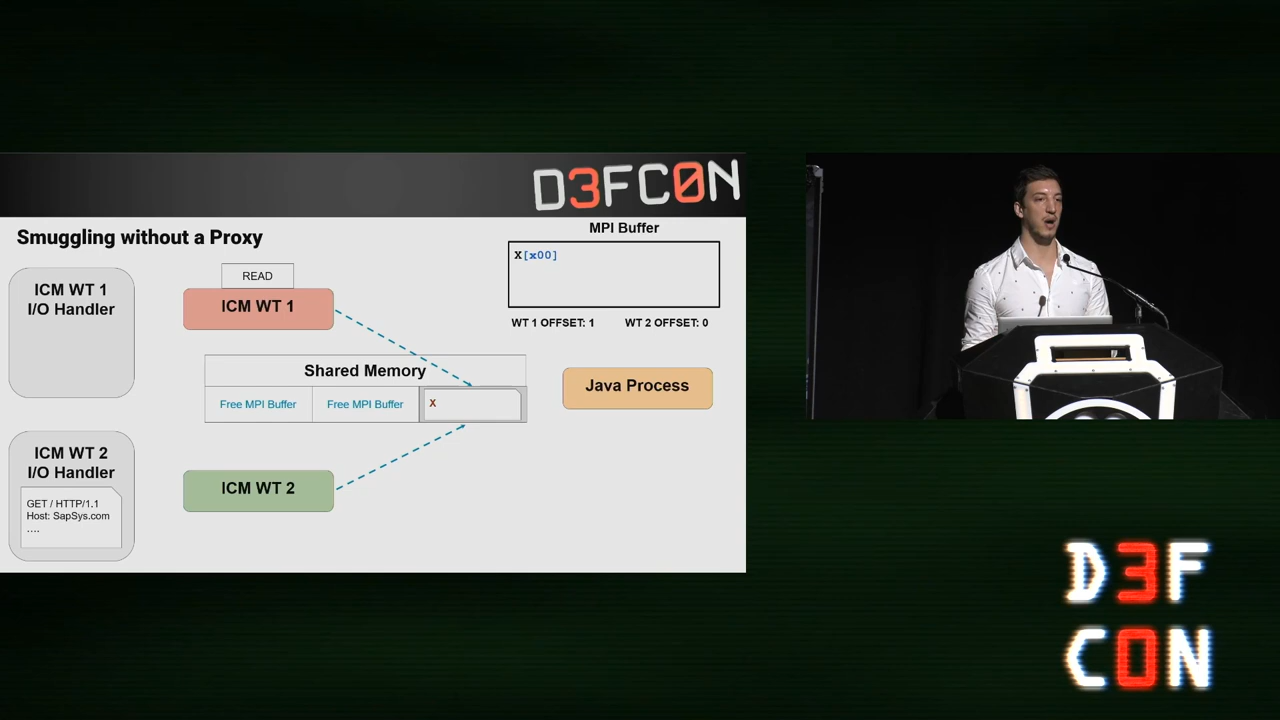 D3FC0N
Smuggling without a Proxy
MPI Buffer
X[x00]
WT 1 OFFSET: 1 WT 2 OFFSET: 0
ICM WT 1
I/O Handler
READ
ICM WT 1
Shared Memory
Free MPI Buffer Free MPI Buffer X
Java Process
ICM WT 2
I/O Handler
GET / HTTP/1.1
Host: SapSys.com
....
ICM WT 2
D3F
C0N